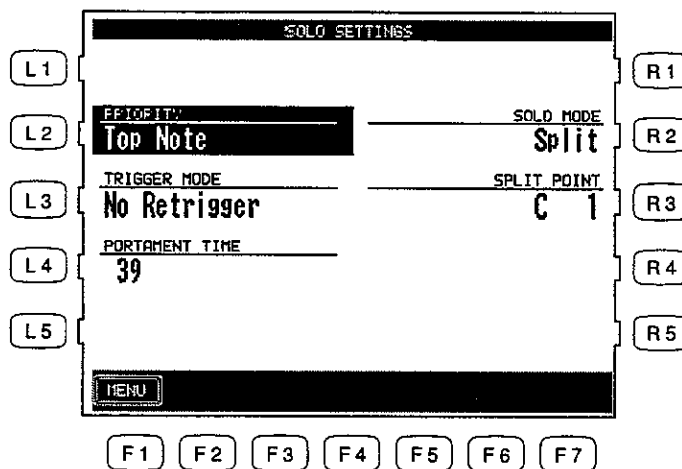 SOLO SETTINGS
L1
R1
PRIORITY
SOLO MODE
L2
Top Note
Split
R2
TRIGGER MODE
SPLIT POINT
L3
No Retrigger
C 1
R3
PORTAMENT TIME
L4
39
R4
L5
R5
MENU
F1 F2 F3 F4 F5 F6 F7